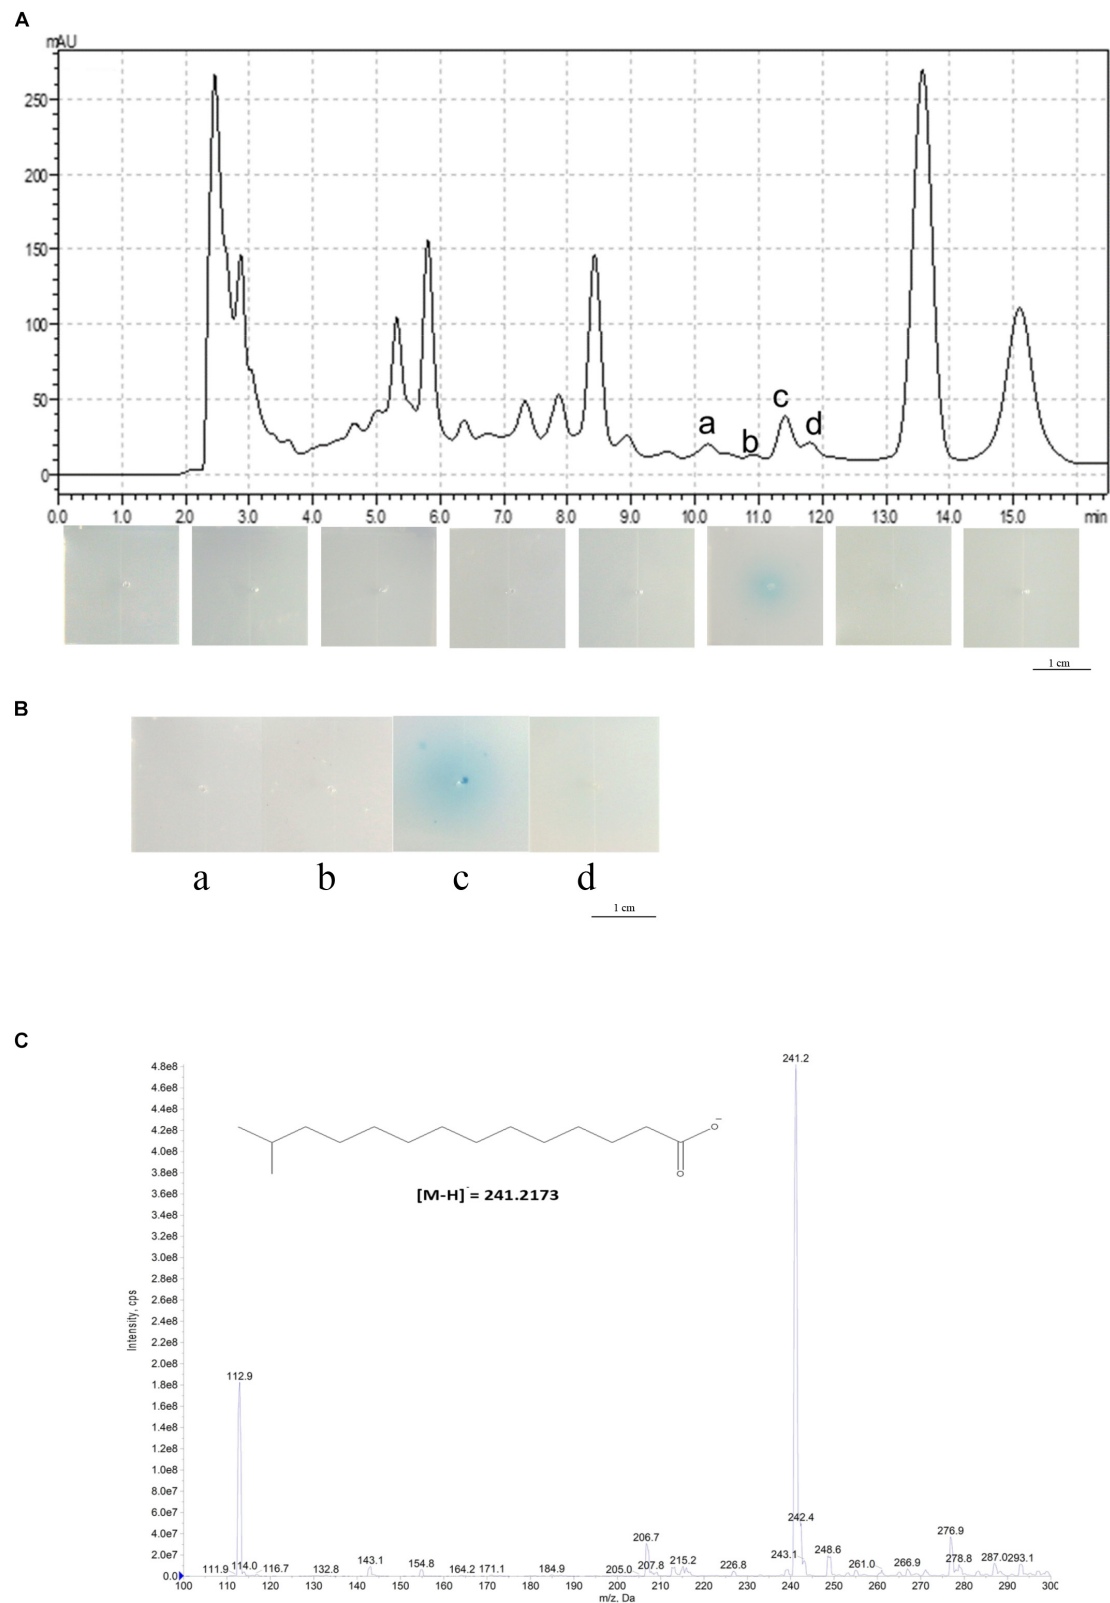 A
mAU
250
200
150
100
50
0
a
b
c
d
0.0 1.0 2.0 3.0 4.0 5.0 6.0 7.0 8.0 9.0 10.0 11.0 12.0 13.0 14.0 15.0 min
1 cm
B
a b c d
1 cm
C
241.2
4.8e8
4.6e8
4.4e8
4.2e8
4.0e8
3.8e8
3.6e8
3.4e8
3.2e8
3.0e8
2.8e8
2.6e8
2.4e8
2.2e8
2.0e8
1.8e8
1.6e8
1.4e8
1.2e8
1.0e8
8.0e7
6.0e7
4.0e7
2.0e7
0.0
Intensity, cps
O⁻
O
[M-H]⁻= 241.2173
112.9
242.4
206.7
276.9
111.9 114.0 116.7 132.8 143.1 154.8 164.2 171.1 184.9 205.0 207.8 215.2 226.8 243.1 248.6 261.0 266.9 278.8 287.0 293.1
100 110 120 130 140 150 160 170 180 190 200 210 220 230 240 250 260 270 280 290 300
m/z, Da